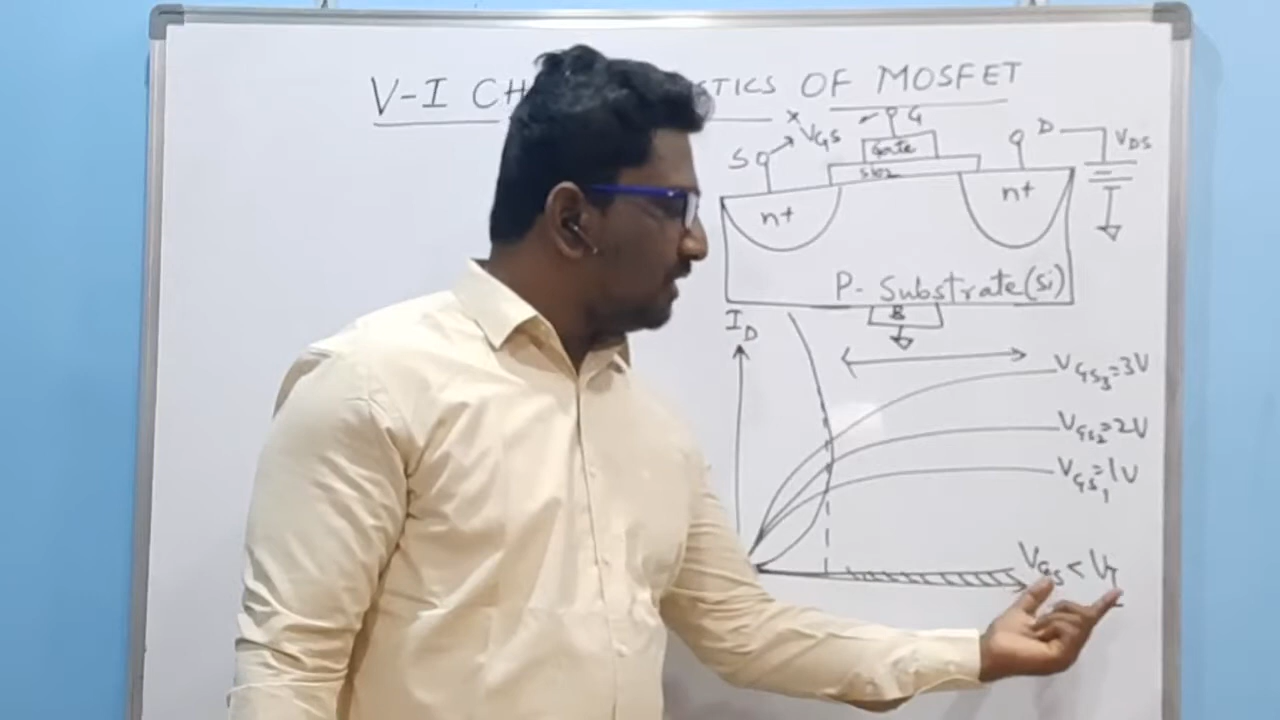 V-I CH STICS OF MOSFET
G
VGS
S
Gate
D
VDS
SiO2
n+
n+
P- Substrate(Si)
B
ID
VGS3=3V
VGS2=2V
VGS1=1V
VGS < VT